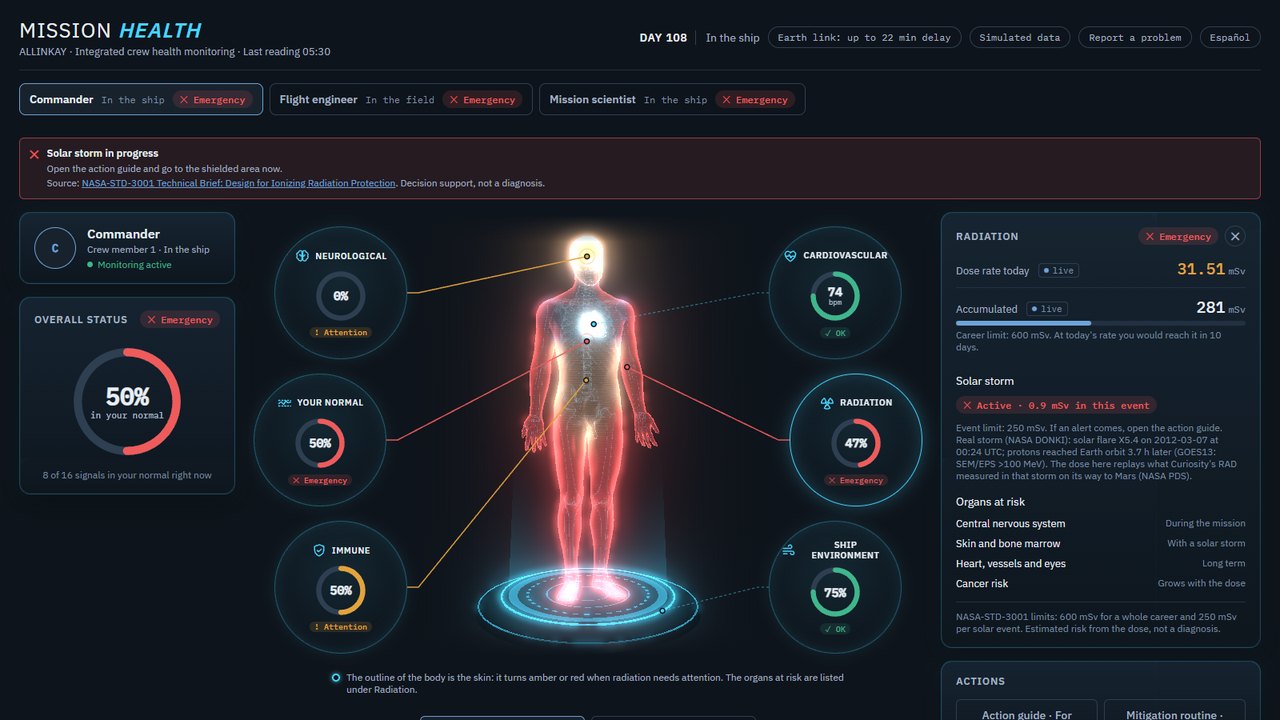 MISSION HEALTH
ALLINKAY · Integrated crew health monitoring · Last reading 05:30
DAY 108
In the ship
Earth link: up to 22 min delay
Simulated data
Report a problem
Español
Commander In the ship Emergency
Flight engineer In the field Emergency
Mission scientist In the ship Emergency
Solar storm in progress
Open the action guide and go to the shielded area now.
Source: NASA-STD-3001 Technical Brief: Design for Ionizing Radiation Protection. Decision support, not a diagnosis.
C
Commander
Crew member 1 · In the ship
Monitoring active
OVERALL STATUS Emergency
50%
in your normal
8 of 16 signals in your normal right now
NEUROLOGICAL
0%
! Attention
YOUR NORMAL
50%
Emergency
IMMUNE
50%
! Attention
CARDIOVASCULAR
74
bpm
✓ OK
RADIATION
47%
Emergency
SHIP
ENVIRONMENT
75%
✓ OK
The outline of the body is the skin: it turns amber or red when radiation needs attention. The organs at risk are listed
under Radiation.
RADIATION Emergency
Dose rate today live 31.51 mSv
Accumulated live 281 mSv
Career limit: 600 mSv. At today's rate you would reach it in 10
days.
Solar storm
Active · 0.9 mSv in this event
Event limit: 250 mSv. If an alert comes, open the action guide.
Real storm (NASA DONKI): solar flare X5.4 on 2012-03-07 at
00:24 UTC; protons reached Earth orbit 3.7 h later (GOES13:
SEM/EPS >100 MeV). The dose here replays what Curiosity's RAD
measured in that storm on its way to Mars (NASA PDS).
Organs at risk
Central nervous system During the mission
Skin and bone marrow With a solar storm
Heart, vessels and eyes Long term
Cancer risk Grows with the dose
NASA-STD-3001 limits: 600 mSv for a whole career and 250 mSv
per solar event. Estimated risk from the dose, not a diagnosis.
ACTIONS
Action guide · For
Mitigation routine ·